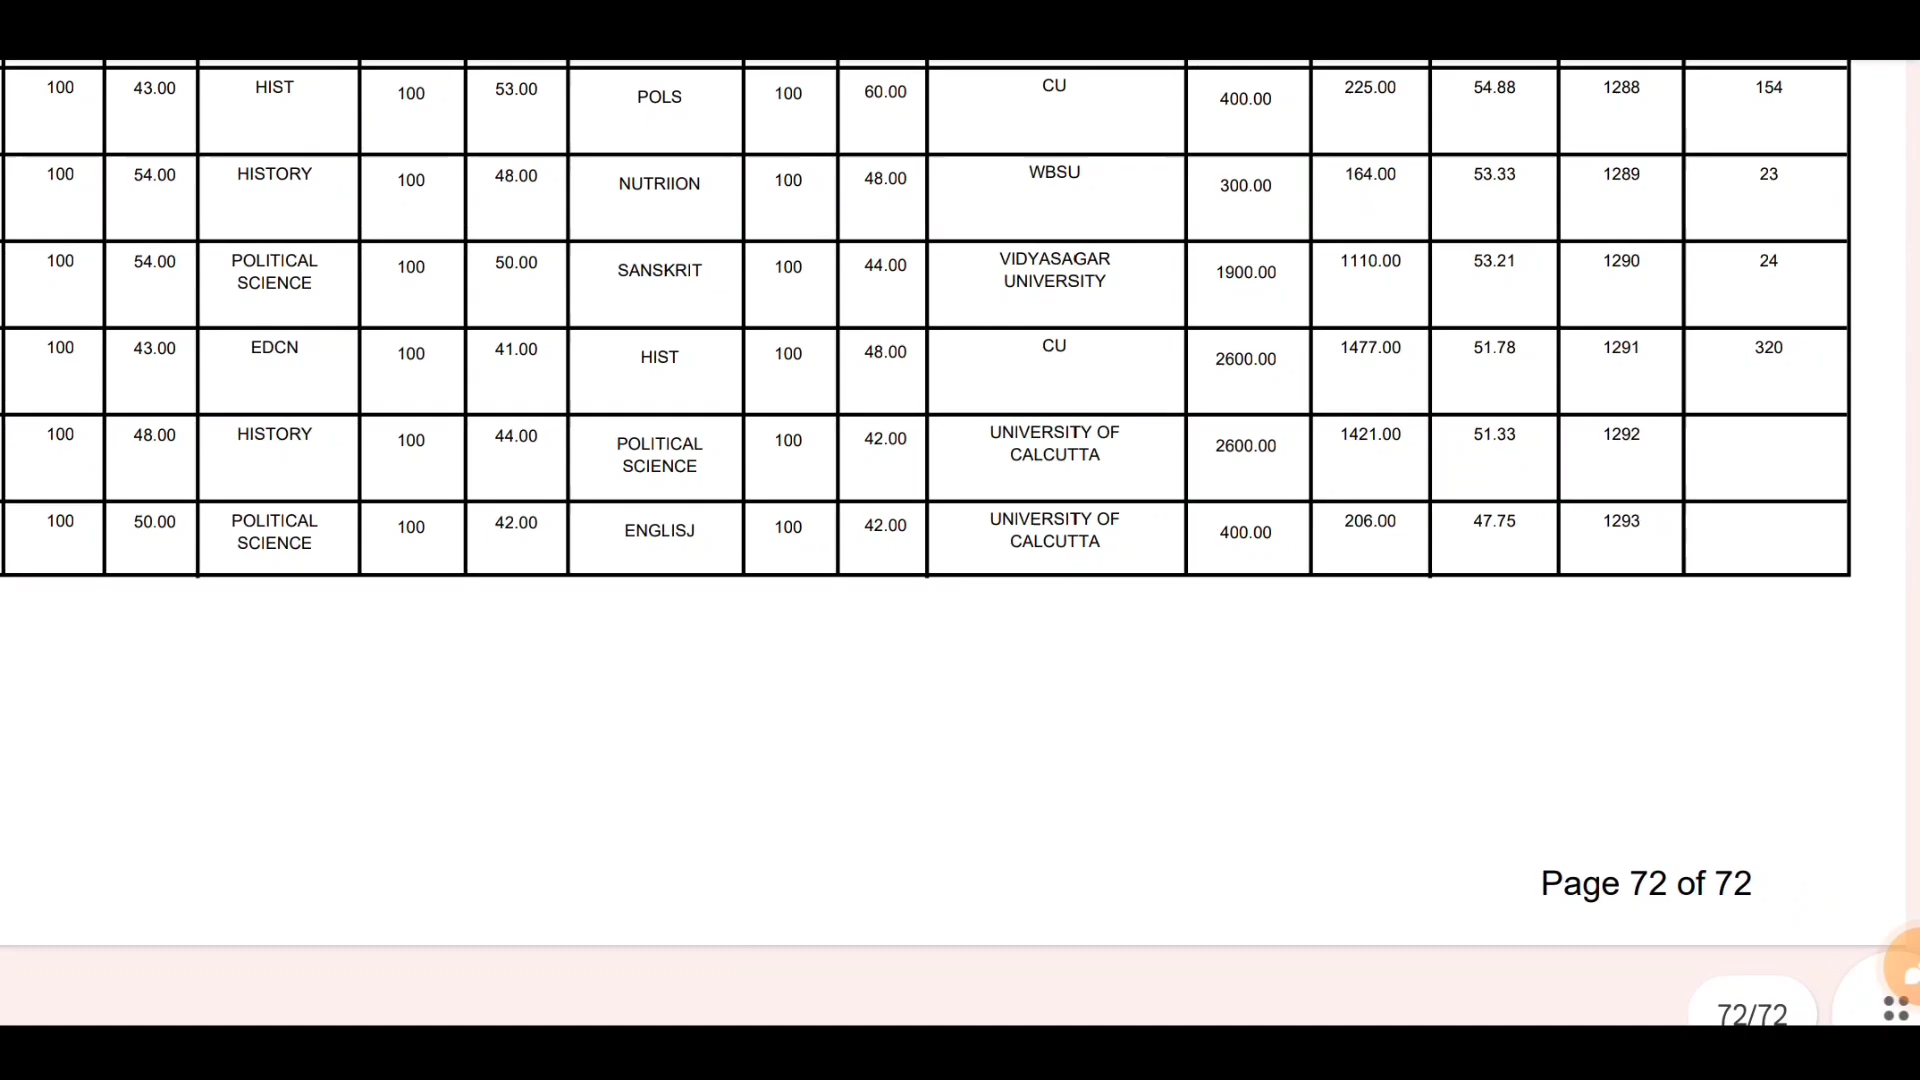 100 43.00 HIST 100 53.00 POLS 100 60.00 CU 400.00 225.00 54.88 1288 154
100 54.00 HISTORY 100 48.00 NUTRIION 100 48.00 WBSU 300.00 164.00 53.33 1289 23
100 54.00 POLITICAL SCIENCE 100 50.00 SANSKRIT 100 44.00 VIDYASAGAR UNIVERSITY 1900.00 1110.00 53.21 1290 24
100 43.00 EDCN 100 41.00 HIST 100 48.00 CU 2600.00 1477.00 51.78 1291 320
100 48.00 HISTORY 100 44.00 POLITICAL SCIENCE 100 42.00 UNIVERSITY OF CALCUTTA 2600.00 1421.00 51.33 1292
100 50.00 POLITICAL SCIENCE 100 42.00 ENGLISJ 100 42.00 UNIVERSITY OF CALCUTTA 400.00 206.00 47.75 1293
Page 72 of 72
72/72